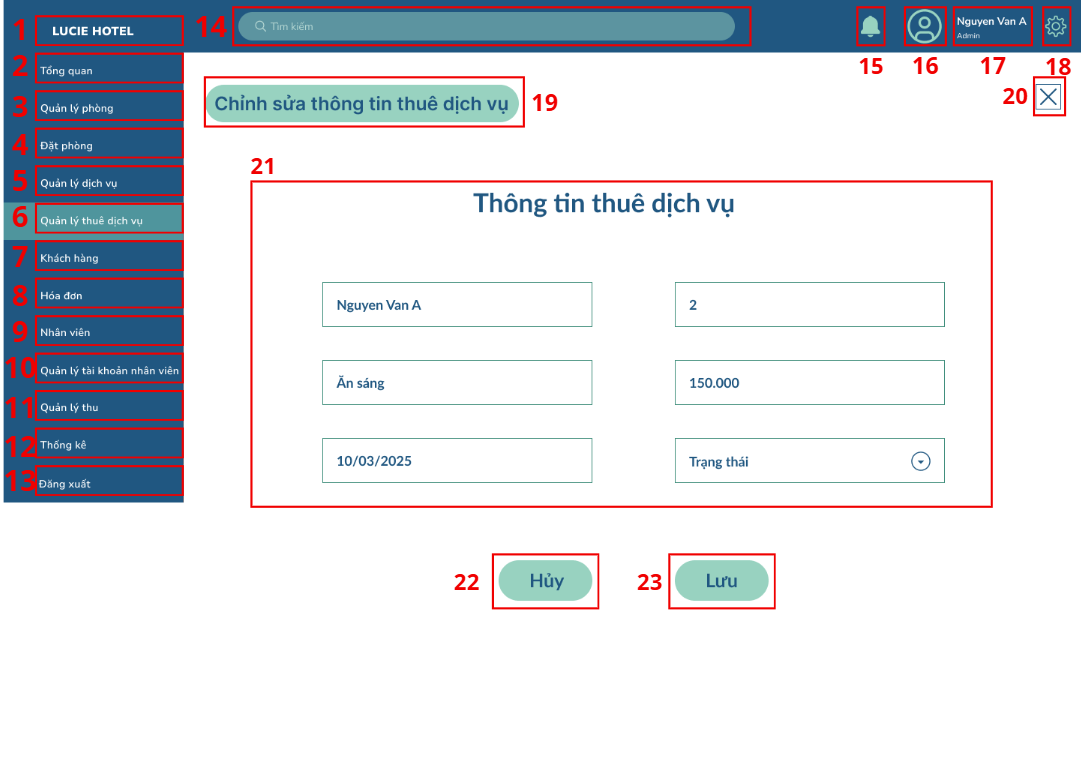 1 LUCIE HOTEL
14 Tìm kiếm
Nguyen Van A
Admin
15 16 17 18
2 Tổng quan
3 Quản lý phòng
4 Đặt phòng
5 Quản lý dịch vụ
6 Quản lý thuê dịch vụ
7 Khách hàng
8 Hóa đơn
9 Nhân viên
10 Quản lý tài khoản nhân viên
11 Quản lý thu
12 Thống kê
13 Đăng xuất
Chỉnh sửa thông tin thuê dịch vụ 19
20
21
Thông tin thuê dịch vụ
Nguyen Van A
2
Ăn sáng
150.000
10/03/2025
Trạng thái
22 Hủy
23 Lưu